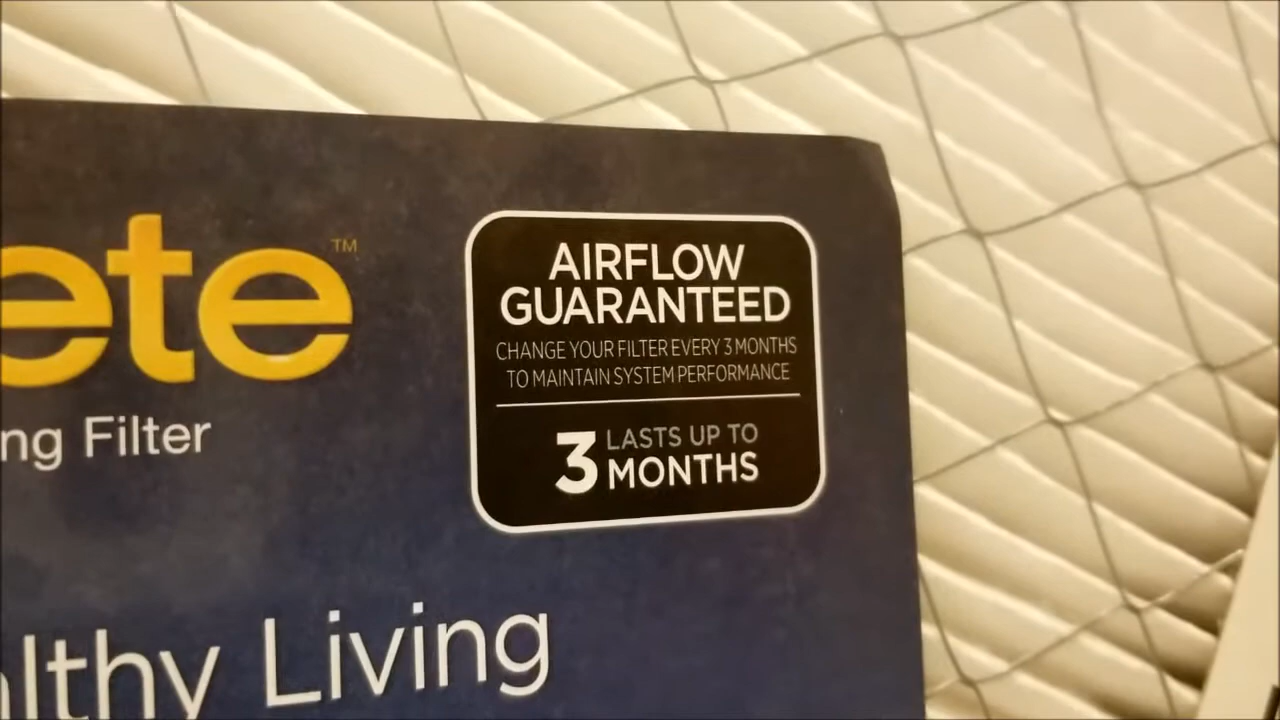 ete™
ng Filter
AIRFLOW
GUARANTEED
CHANGE YOUR FILTER EVERY 3 MONTHS
TO MAINTAIN SYSTEM PERFORMANCE
3 LASTS UP TO
MONTHS
althy Living